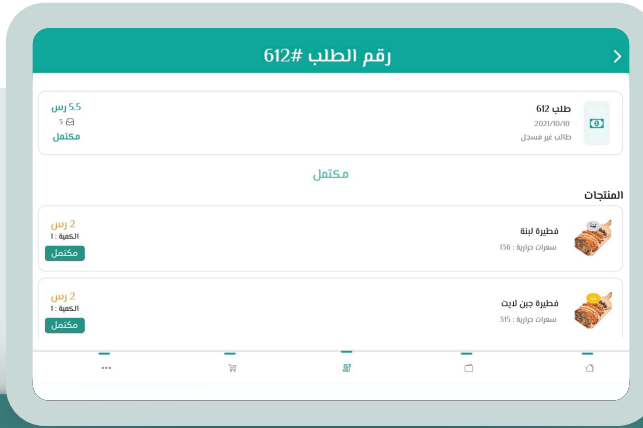 رقم الطلب #612
طلب 612
2021/10/10
طالب غير مسجل
5.5 رس
3
مكتمل
مكتمل
المنتجات
فطيرة لبنة
سعرات حرارية : 156
2 رس
الكمية : 1
مكتمل
فطيرة جبن لايت
سعرات حرارية : 315
2 رس
الكمية : 1
مكتمل